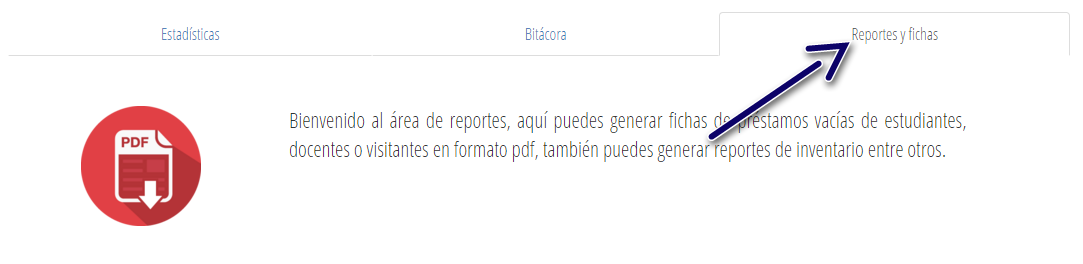 Estadísticas
Bitácora
Reportes y fichas
PDF
Bienvenido al área de reportes, aquí puedes generar fichas de préstamos vacías de estudiantes,
docentes o visitantes en formato pdf, también puedes generar reportes de inventario entre otros.